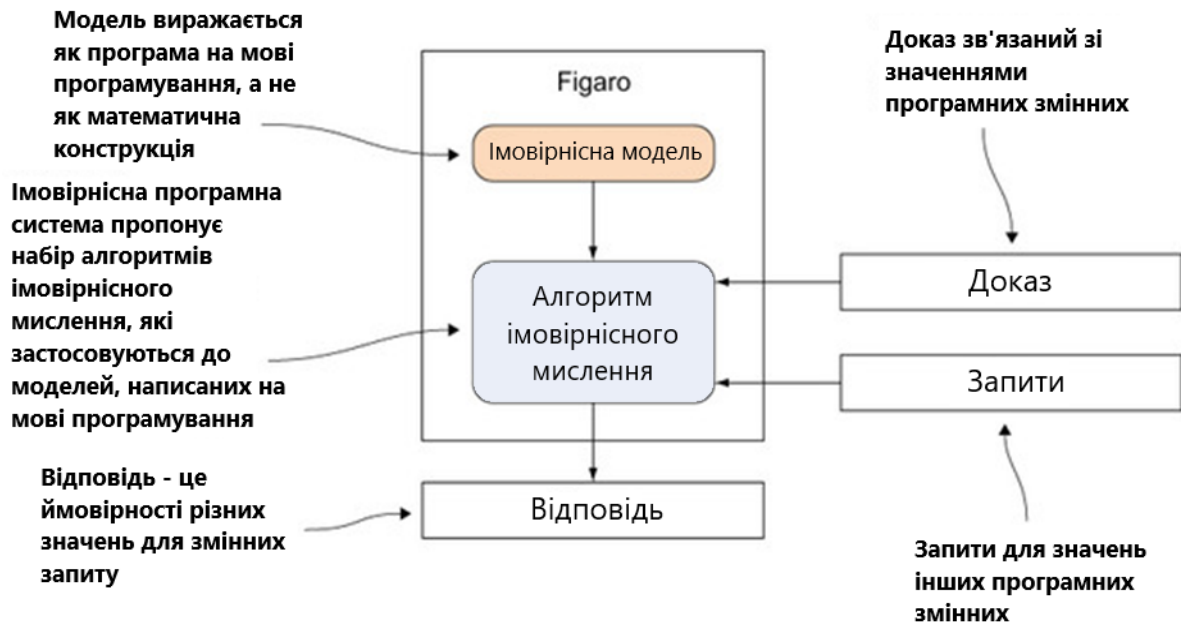 Модель виражається
як програма на мові
програмування, а не
як математична
конструкція
Імовірнісна програмна
система пропонує
набір алгоритмів
імовірнісного
мислення, які
застосовуються до
моделей, написаних на
мові програмування
Відповідь - це
ймовірності різних
значень для змінних
запиту
Figaro
Імовірнісна модель
Алгоритм
імовірнісного
мислення
Відповідь
Доказ зв'язаний зі
значеннями
програмних змінних
Доказ
Запити
Запити для значень
інших програмних
змінних